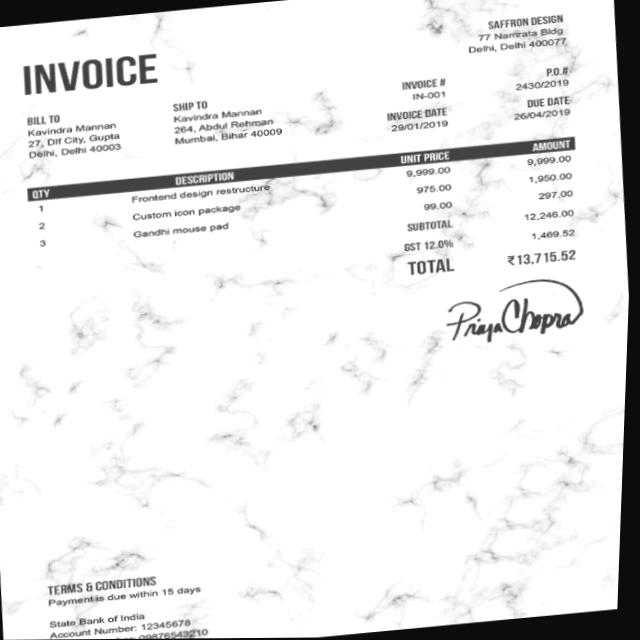 SAFFRON DESIGN
77 Namrata Bldg
Delhi, Delhi 400077
INVOICE
BILL TO
Kavindra Mannan
27, Dlf City, Gupta
Delhi, Delhi 40003
SHIP TO
Kavindra Mannan
264, Abdul Rehman
Mumbai, Bihar 40009
INVOICE #
IN-001
INVOICE DATE
29/01/2019
P.O.#
2430/2019
DUE DATE
26/04/2019
QTY DESCRIPTION UNIT PRICE AMOUNT
1 Frontend design restructure 9,999.00 9,999.00
2 Custom icon package 975.00 1,950.00
3 Gandhi mouse pad 99.00 297.00
SUBTOTAL 12,246.00
GST 12.0% 1,469.52
TOTAL ₹13,715.52
Priya Chopra
TERMS & CONDITIONS
Payment is due within 15 days
State Bank of India
Account Number: 12345678
09876543210